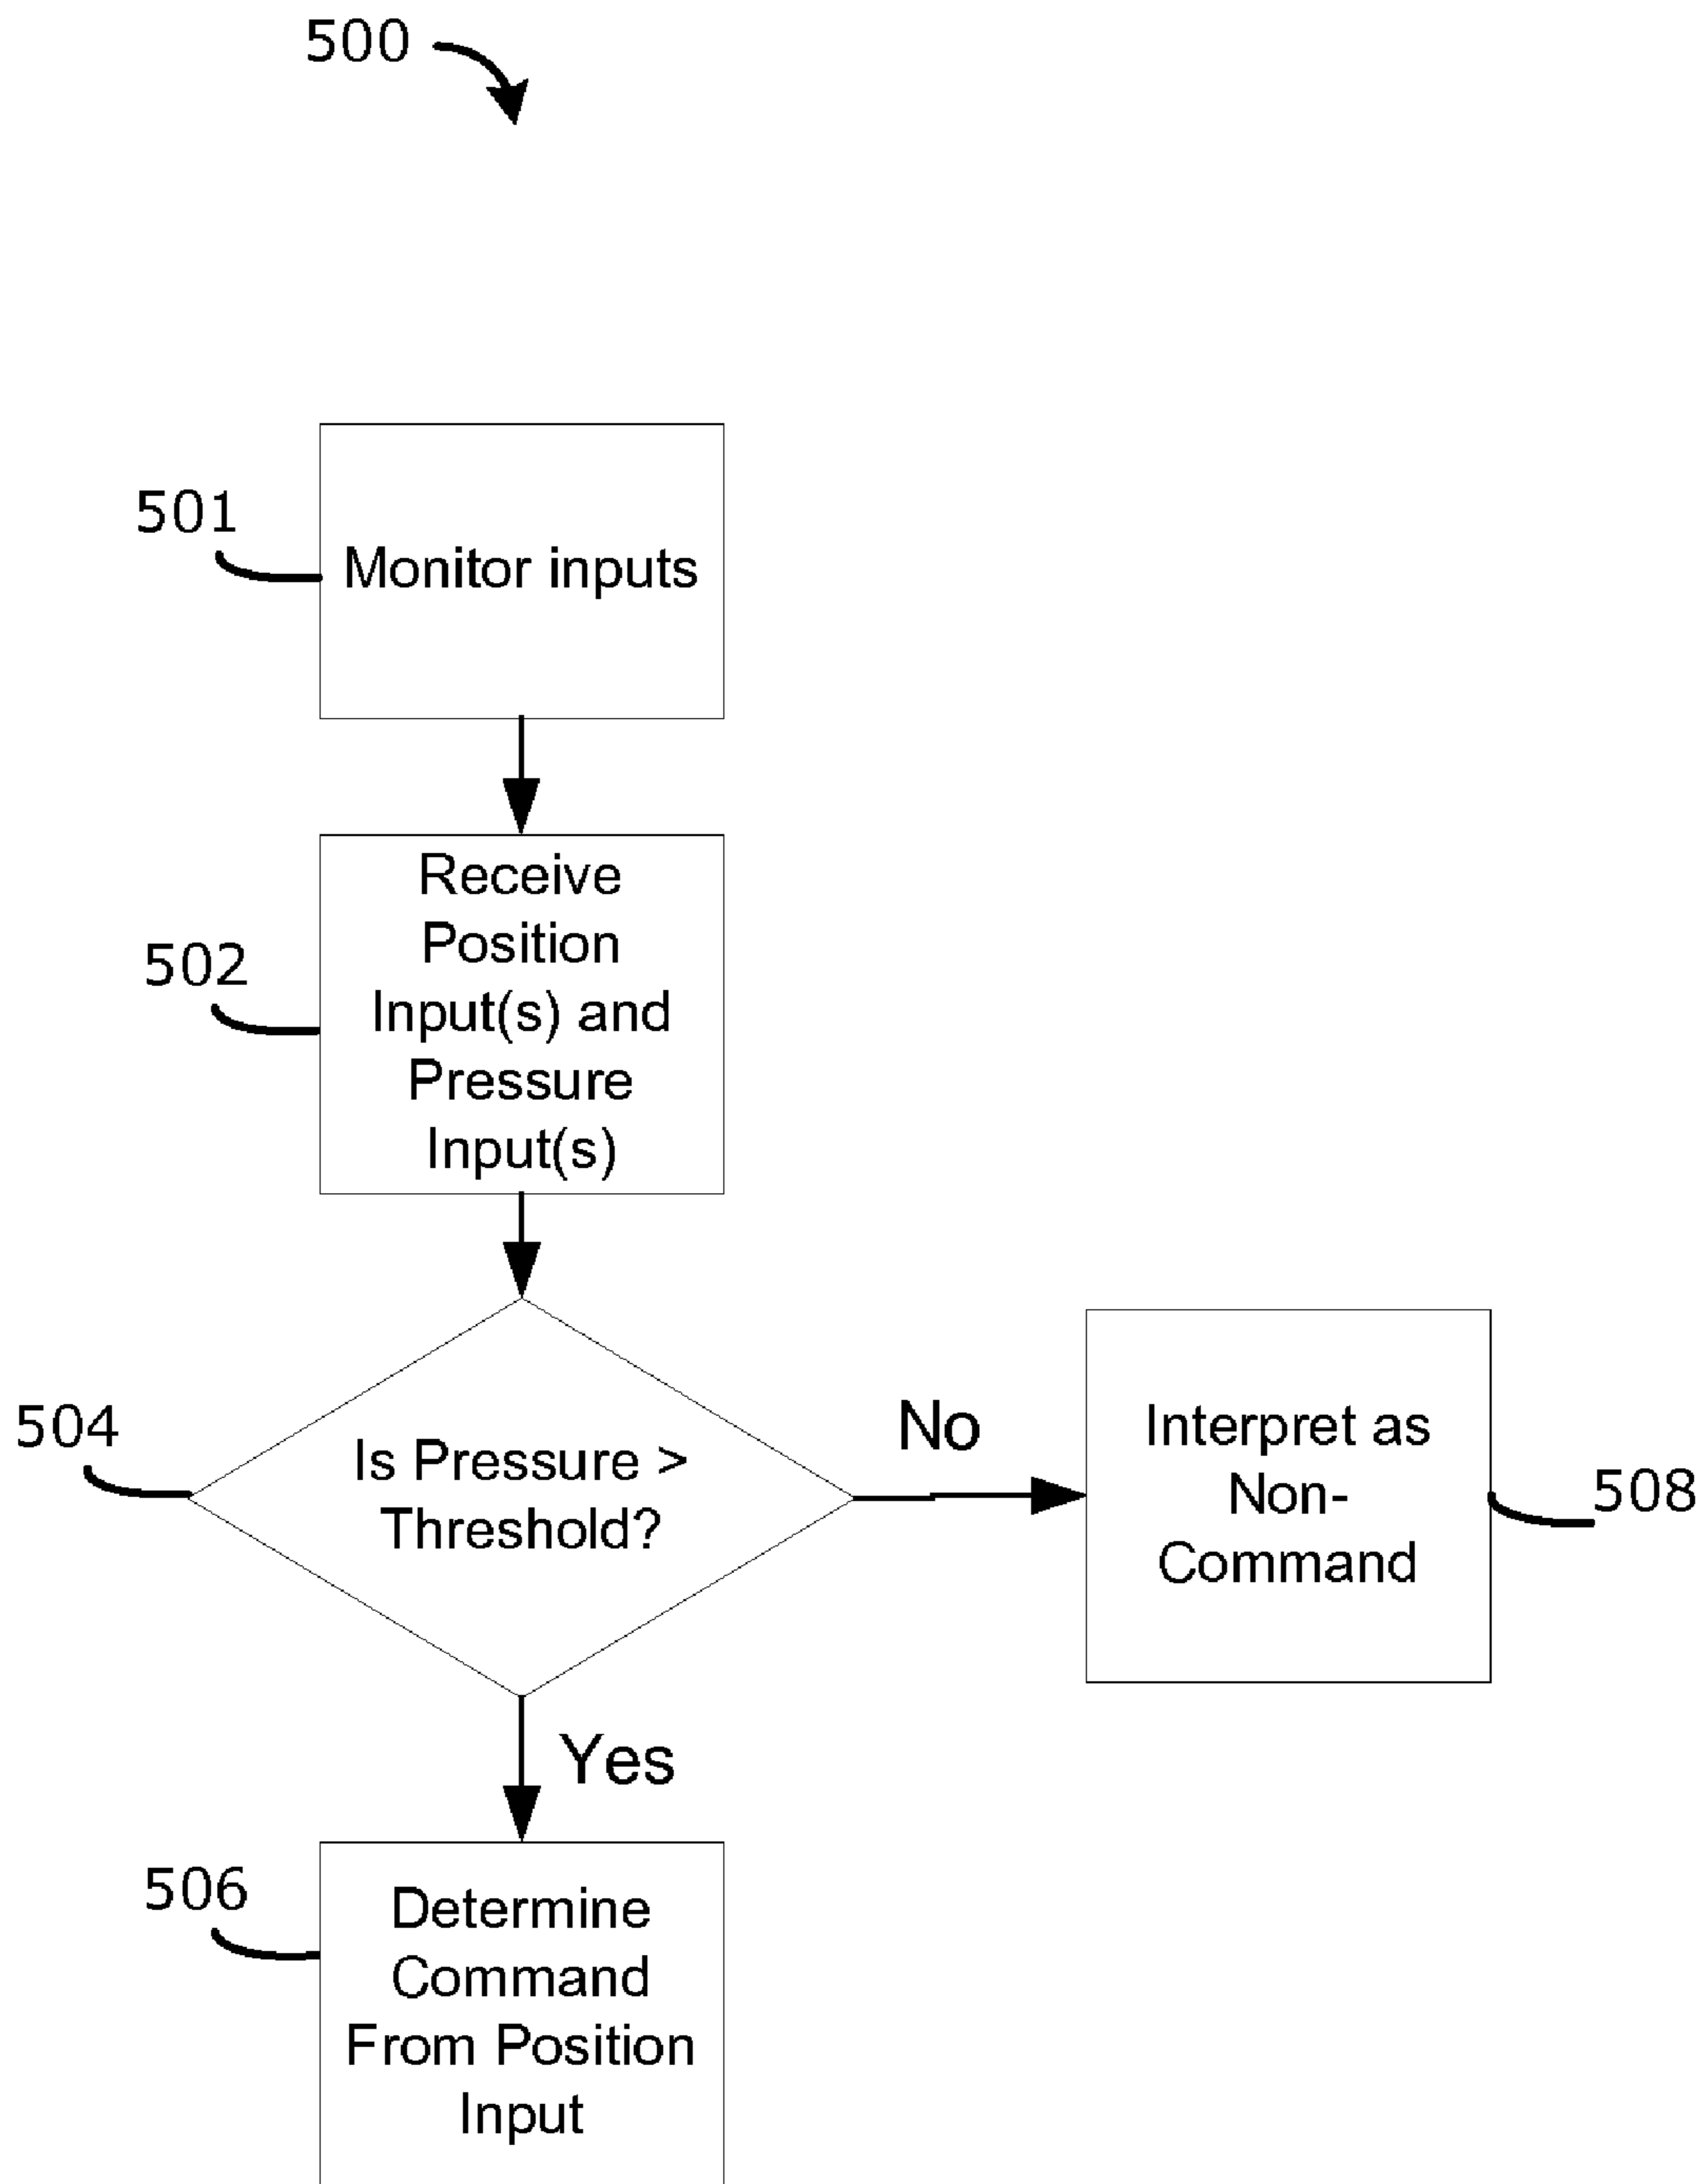 500
501
Monitor inputs
502
Receive
Position
Input(s) and
Pressure
Input(s)
504
Is Pressure >
Threshold?
No
Interpret as
Non-
Command
508
Yes
506
Determine
Command
From Position
Input